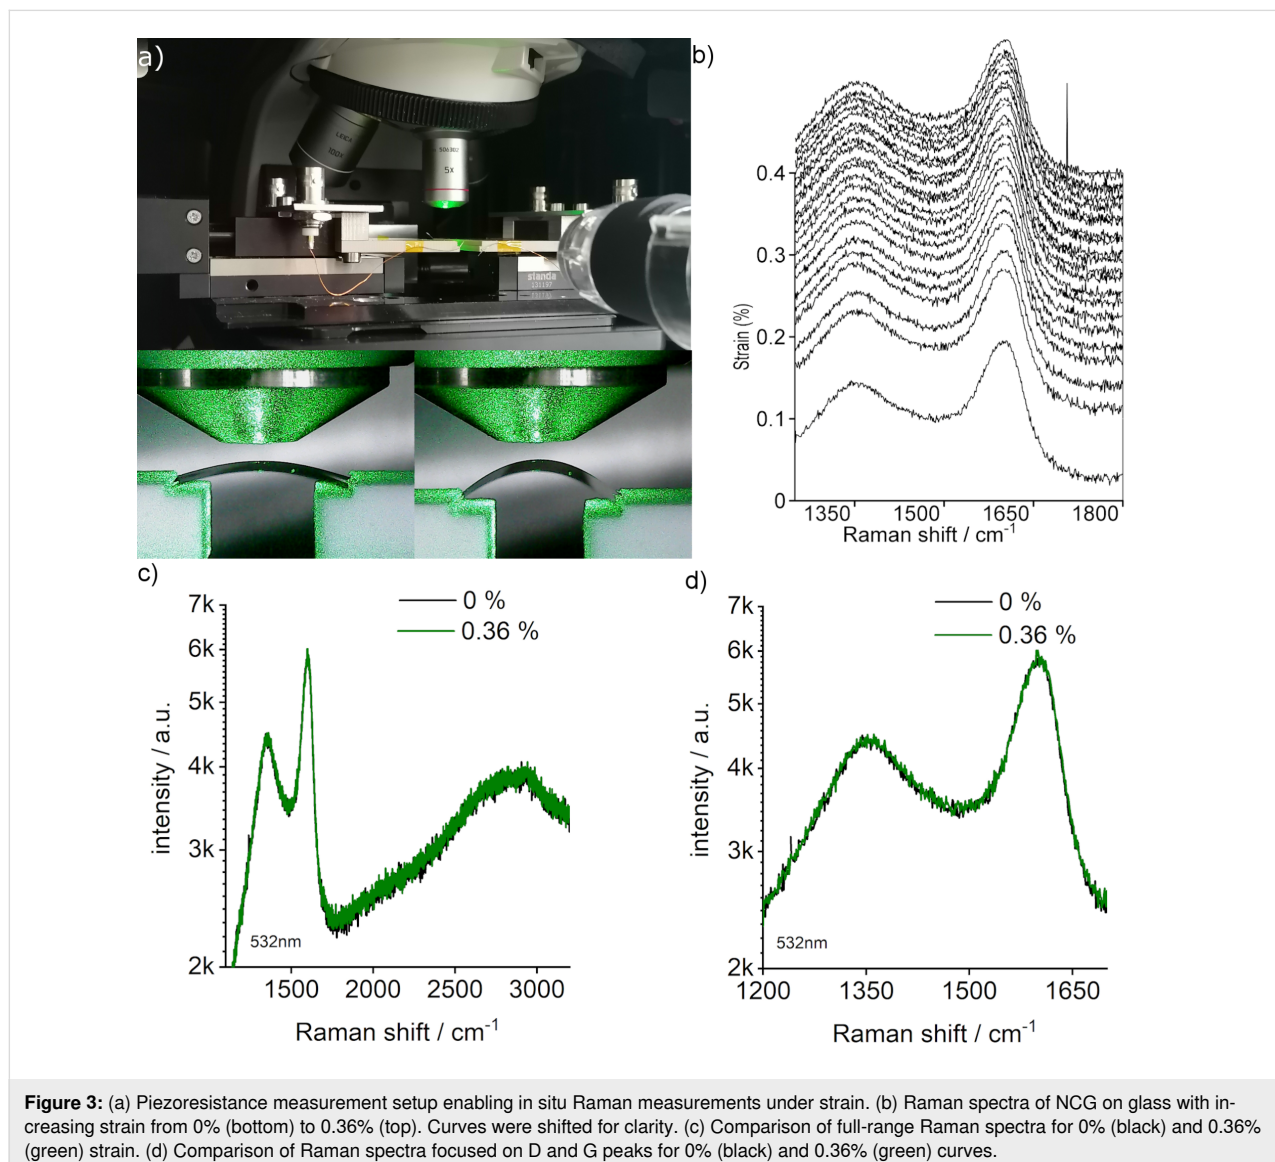 a)
LEICA
100X
506302
5X
standa
b)
0.4
0.3
0.2
0.1
0
Strain (%)
1350 1500 1650 1800
Raman shift / cm-1
c)
0 %
0.36 %
7k
6k
5k
4k
3k
2k
intensity / a.u.
532nm
1500 2000 2500 3000
Raman shift / cm-1
d)
0 %
0.36 %
7k
6k
5k
4k
3k
2k
intensity / a.u.
532nm
1200 1350 1500 1650
Raman shift / cm-1
Figure 3: (a) Piezoresistance measurement setup enabling in situ Raman measurements under strain. (b) Raman spectra of NCG on glass with in-
creasing strain from 0% (bottom) to 0.36% (top). Curves were shifted for clarity. (c) Comparison of full-range Raman spectra for 0% (black) and 0.36%
(green) strain. (d) Comparison of Raman spectra focused on D and G peaks for 0% (black) and 0.36% (green) curves.